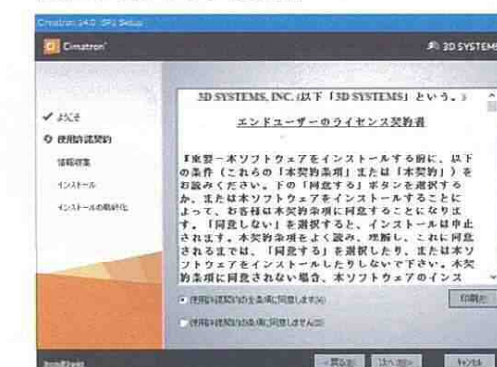 Cimatron 14.0 SP1 Setup
Cimatron
3D SYSTEMS
ようこそ
使用許諾契約
情報収集
インストール
インストールの最終化
3D SYSTEMS, INC. (以下「3D SYSTEMS」という。)
エンドユーザーのライセンス契約書
『重要－本ソフトウェアをインストールする前に、以下
の条件（これらの「本契約条項」または「本契約」）を
お読みください。下の「同意する」ボタンを選択する
か、または本ソフトウェアをインストールすることに
よって、お客様は本契約条項に同意することになりま
す。「同意しない」を選択すると、インストールは中止
されます。本契約条項をよく読み、理解し、これに同意
されるまでは、「同意する」を選択したり、または本ソ
フトウェアをインストールしたりしないで下さい。本契
約条項に同意されない場合、本ソフトウェアのインス
使用許諾契約の全条項に同意します(A)
使用許諾契約の条項に同意しません(D)
印刷(P)
InstallShield
< 戻る(B)
次へ(N) >
キャンセル